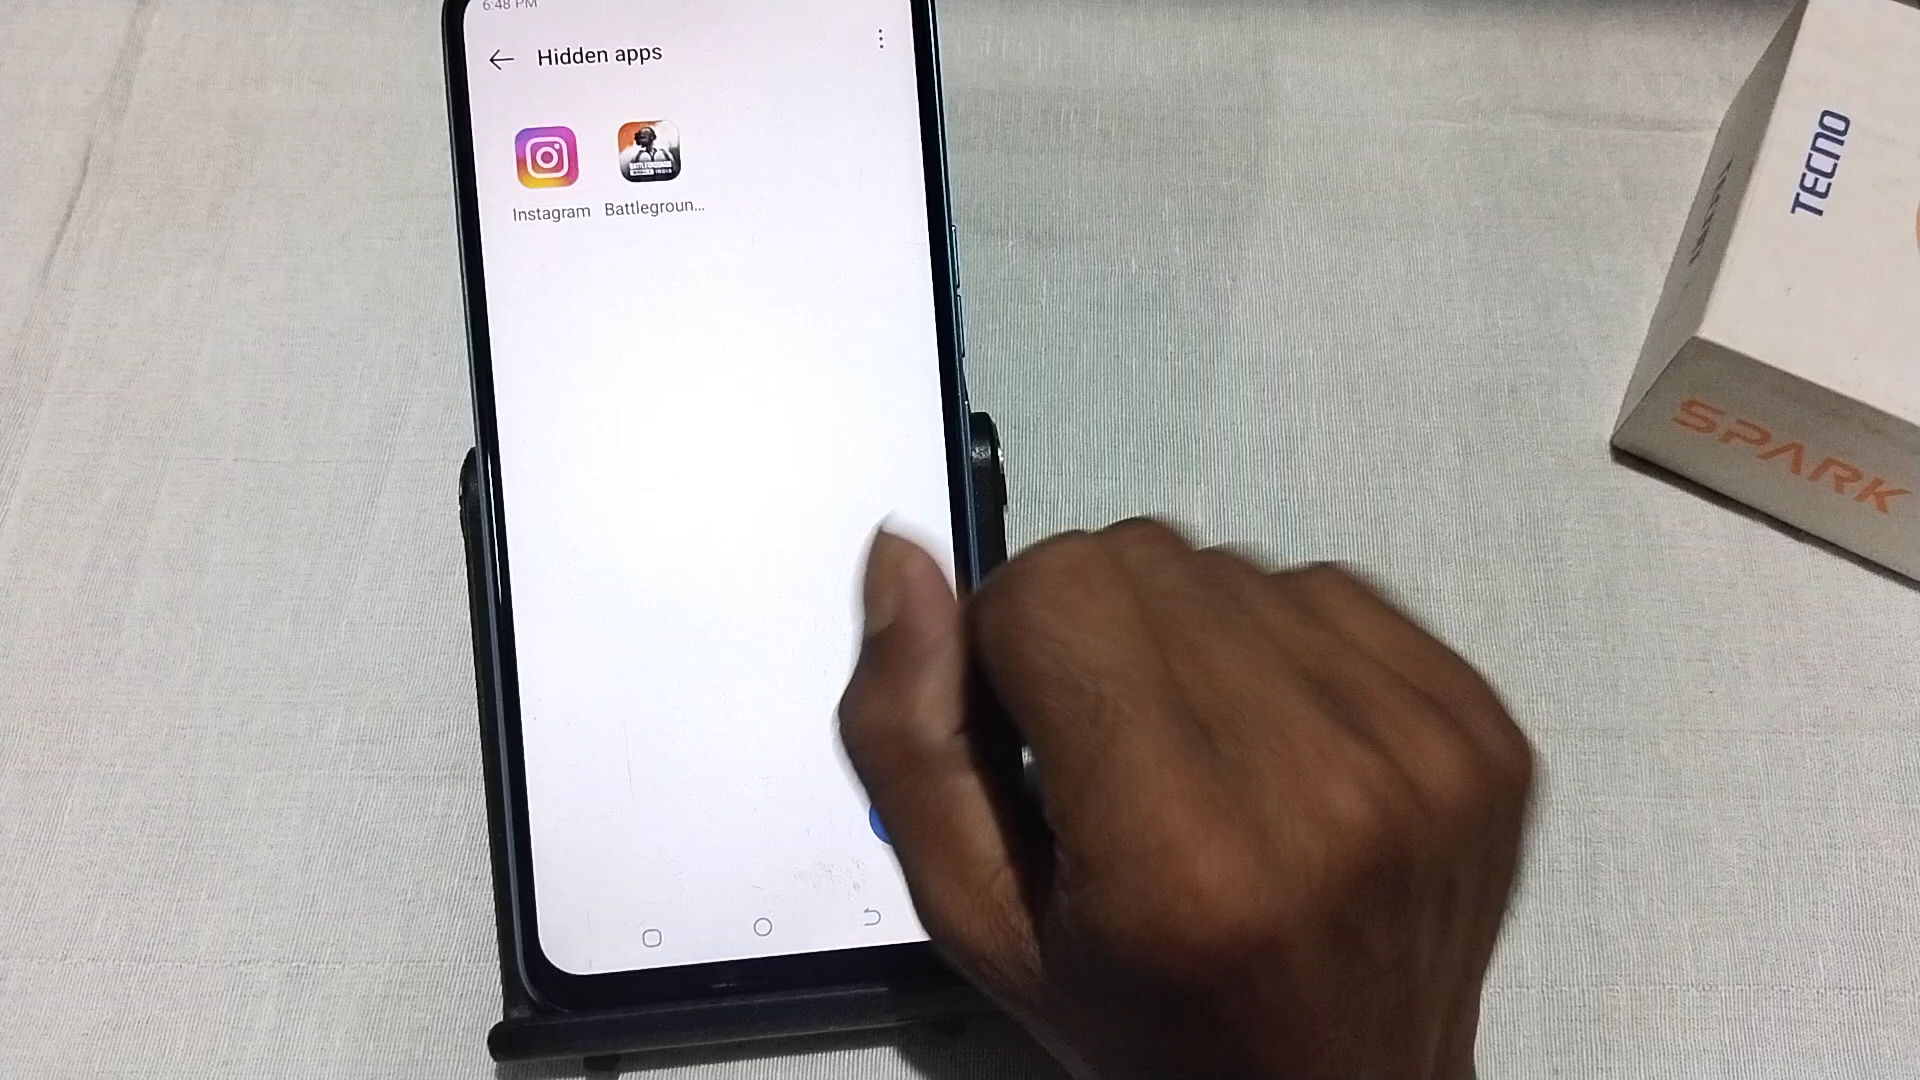 6:48 PM
Hidden apps
Instagram
Battlegroun...
TECNO
SPARK